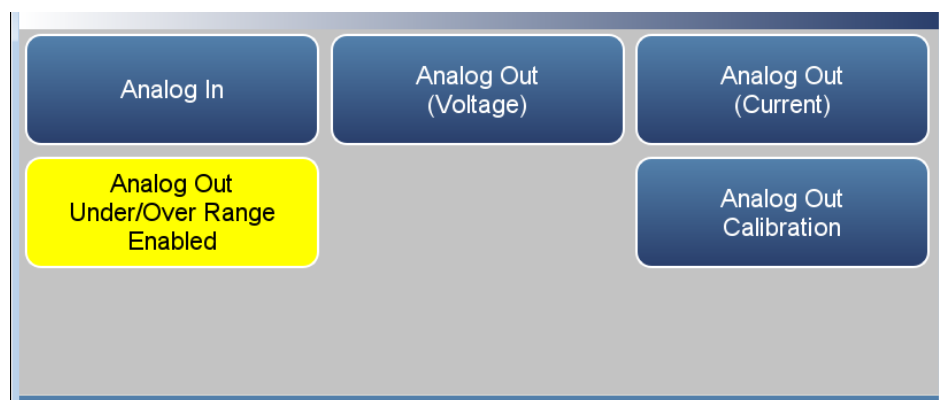 Analog In
Analog Out
(Voltage)
Analog Out
(Current)
Analog Out
Under/Over Range
Enabled
Analog Out
Calibration